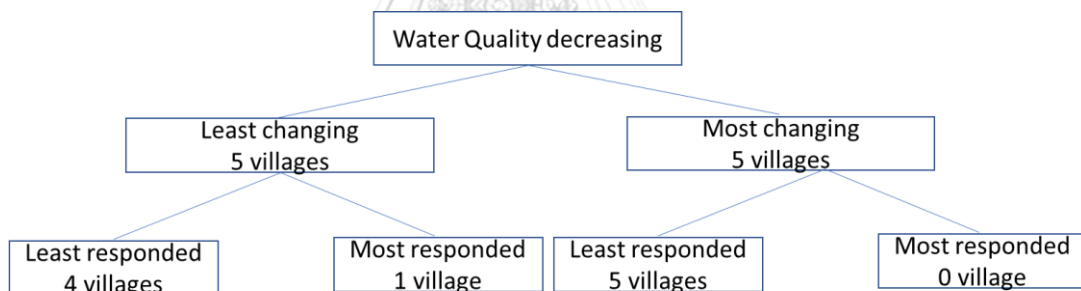 Water Quality decreasing
Least changing
5 villages
Most changing
5 villages
Least responded
4 villages
Most responded
1 village
Least responded
5 villages
Most responded
0 village